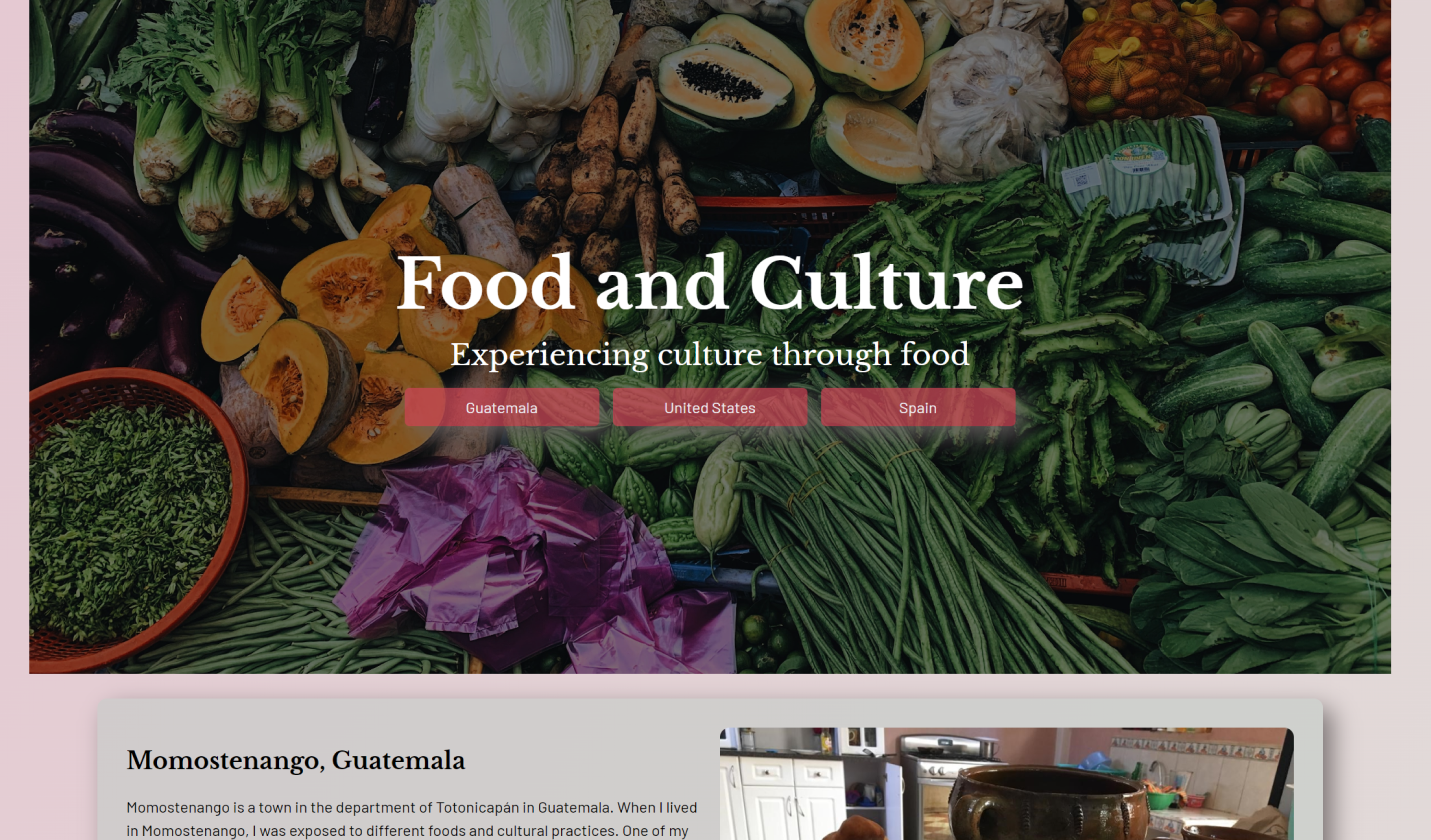 Food and Culture
Experiencing culture through food
Guatemala
United States
Spain
Momostenango, Guatemala
Momostenango is a town in the department of Totonicapán in Guatemala. When I lived
in Momostenango, I was exposed to different foods and cultural practices. One of my